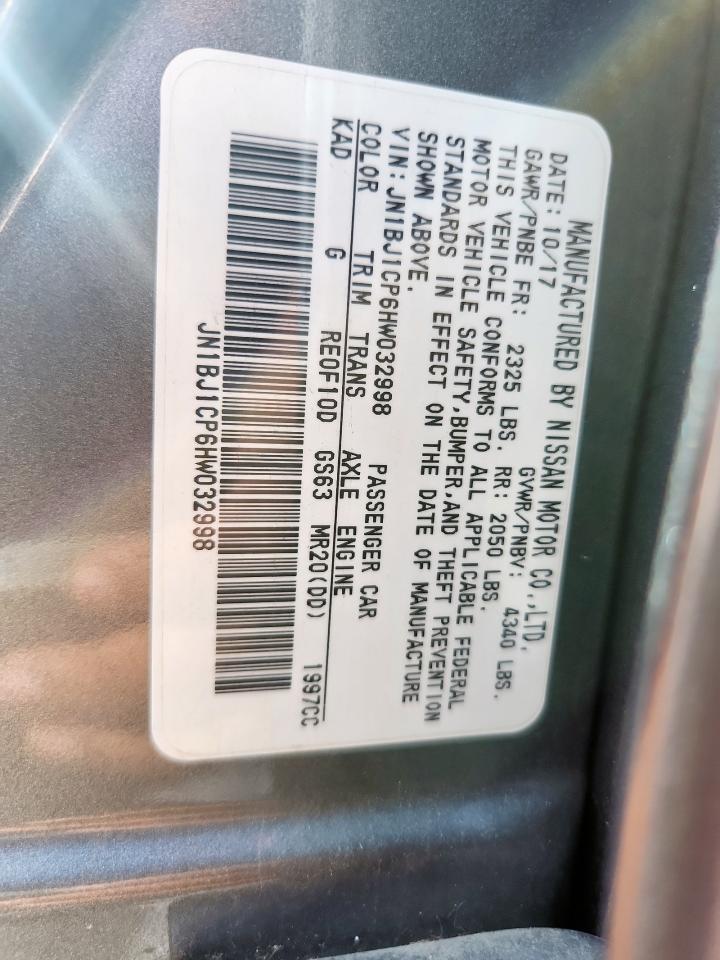 MANUFACTURED BY NISSAN MOTOR CO.,LTD.
DATE: 10/17 GVWR/PNBV: 4340 LBS.
GAWR/PNBE FR: 2325 LBS. RR: 2050 LBS.
THIS VEHICLE CONFORMS TO ALL APPLICABLE FEDERAL
MOTOR VEHICLE SAFETY,BUMPER,AND THEFT PREVENTION
STANDARDS IN EFFECT ON THE DATE OF MANUFACTURE
SHOWN ABOVE.
VIN: JN1BJ1CP6HW032998 PASSENGER CAR
COLOR TRIM TRANS AXLE ENGINE
KAD G RE0F10D GS63 MR20(DD) 1997CC
JN1BJ1CP6HW032998